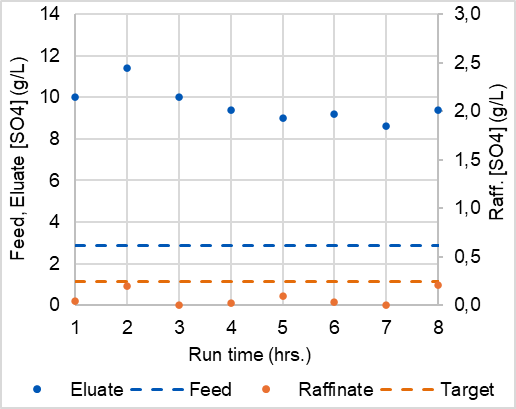 14 3,0
12 2,5
10 2,0
8 1,5
6 1,0
4 0,5
2
0 0,0
Feed, Eluate [SO4] (g/L)
Raff. [SO4] (g/L)
1 2 3 4 5 6 7 8
Run time (hrs.)
Eluate Feed Raffinate Target